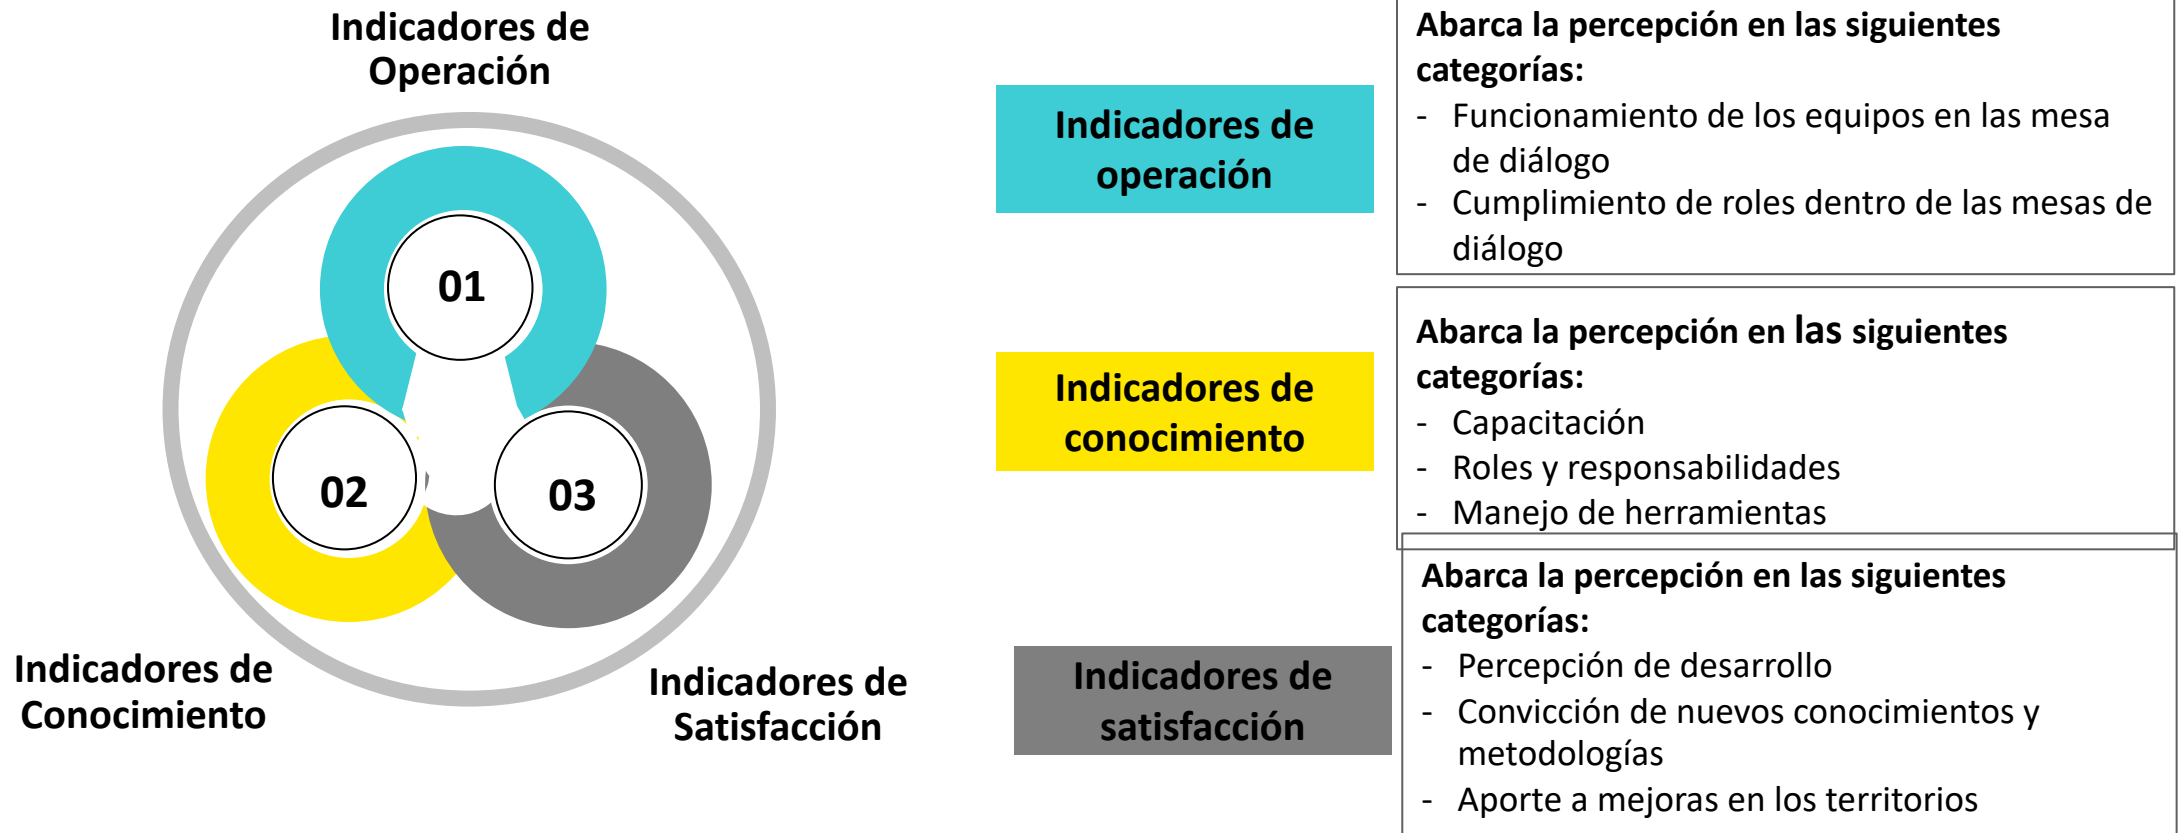 Indicadores de
Operación
01
02
03
Indicadores de
Conocimiento
Indicadores de
Satisfacción
Indicadores de
operación
Abarca la percepción en las siguientes
categorías:
- Funcionamiento de los equipos en las mesa
de diálogo
- Cumplimiento de roles dentro de las mesas de
diálogo
Indicadores de
conocimiento
Abarca la percepción en las siguientes
categorías:
- Capacitación
- Roles y responsabilidades
- Manejo de herramientas
Indicadores de
satisfacción
Abarca la percepción en las siguientes
categorías:
- Percepción de desarrollo
- Convicción de nuevos conocimientos y
metodologías
- Aporte a mejoras en los territorios